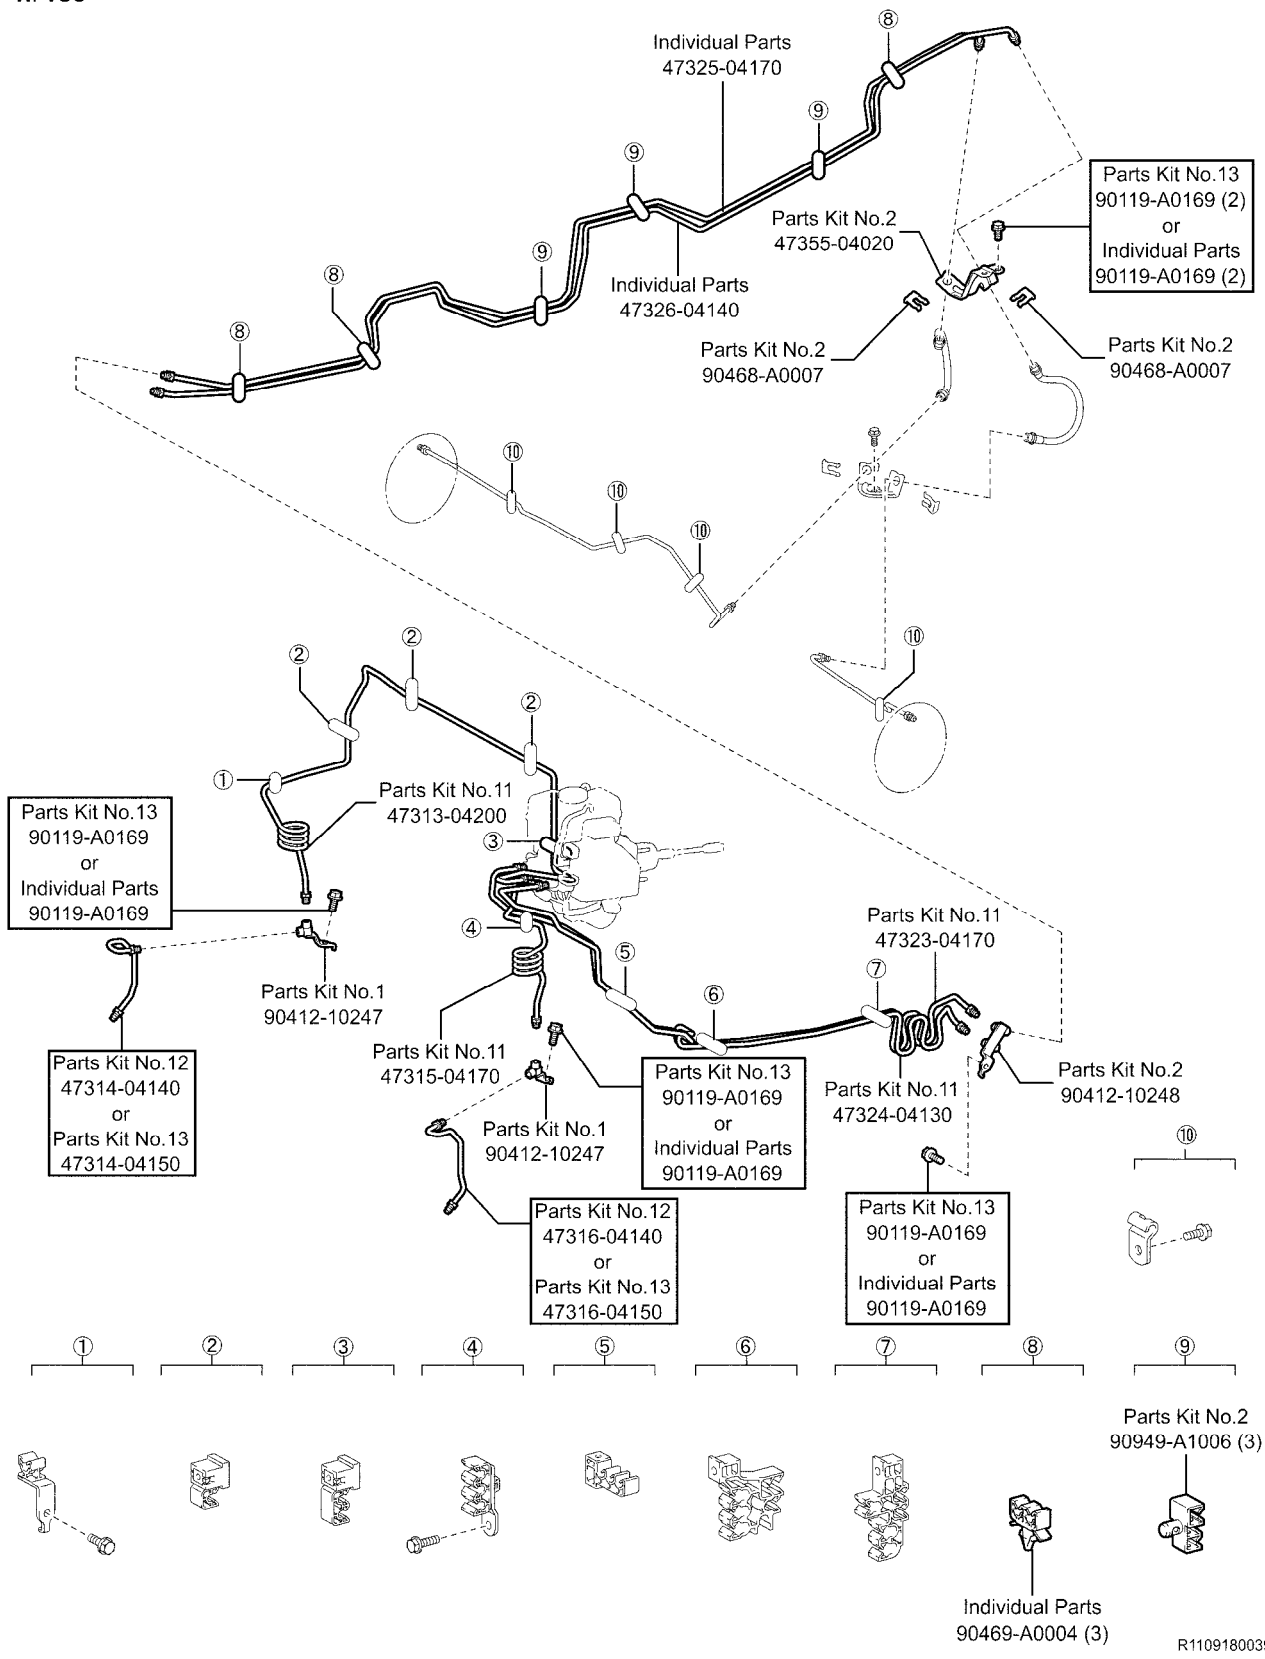 ⑧
Individual Parts
47325-04170
⑨
⑨
Parts Kit No.13
90119-A0169 (2)
or
Individual Parts
90119-A0169 (2)
Parts Kit No.2
47355-04020
⑨
⑧
Individual Parts
47326-04140
⑧
Parts Kit No.2
90468-A0007
Parts Kit No.2
90468-A0007
⑩
⑩
⑩
⑩
②
②
②
①
Parts Kit No.11
47313-04200
Parts Kit No.13
90119-A0169
or
Individual Parts
90119-A0169
③
④
Parts Kit No.11
47323-04170
⑤
⑦
⑥
Parts Kit No.1
90412-10247
Parts Kit No.11
47315-04170
Parts Kit No.12
47314-04140
or
Parts Kit No.13
47314-04150
Parts Kit No.13
90119-A0169
or
Individual Parts
90119-A0169
Parts Kit No.11
47324-04130
Parts Kit No.2
90412-10248
Parts Kit No.1
90412-10247
⑩
Parts Kit No.12
47316-04140
or
Parts Kit No.13
47316-04150
Parts Kit No.13
90119-A0169
or
Individual Parts
90119-A0169
① ② ③ ④ ⑤ ⑥ ⑦ ⑧ ⑨
Parts Kit No.2
90949-A1006 (3)
Individual Parts
90469-A0004 (3)